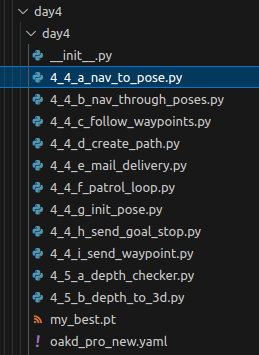 day4
day4
__init__.py
4_4_a_nav_to_pose.py
4_4_b_nav_through_poses.py
4_4_c_follow_waypoints.py
4_4_d_create_path.py
4_4_e_mail_delivery.py
4_4_f_patrol_loop.py
4_4_g_init_pose.py
4_4_h_send_goal_stop.py
4_4_i_send_waypoint.py
4_5_a_depth_checker.py
4_5_b_depth_to_3d.py
my_best.pt
! oakd_pro_new.yaml